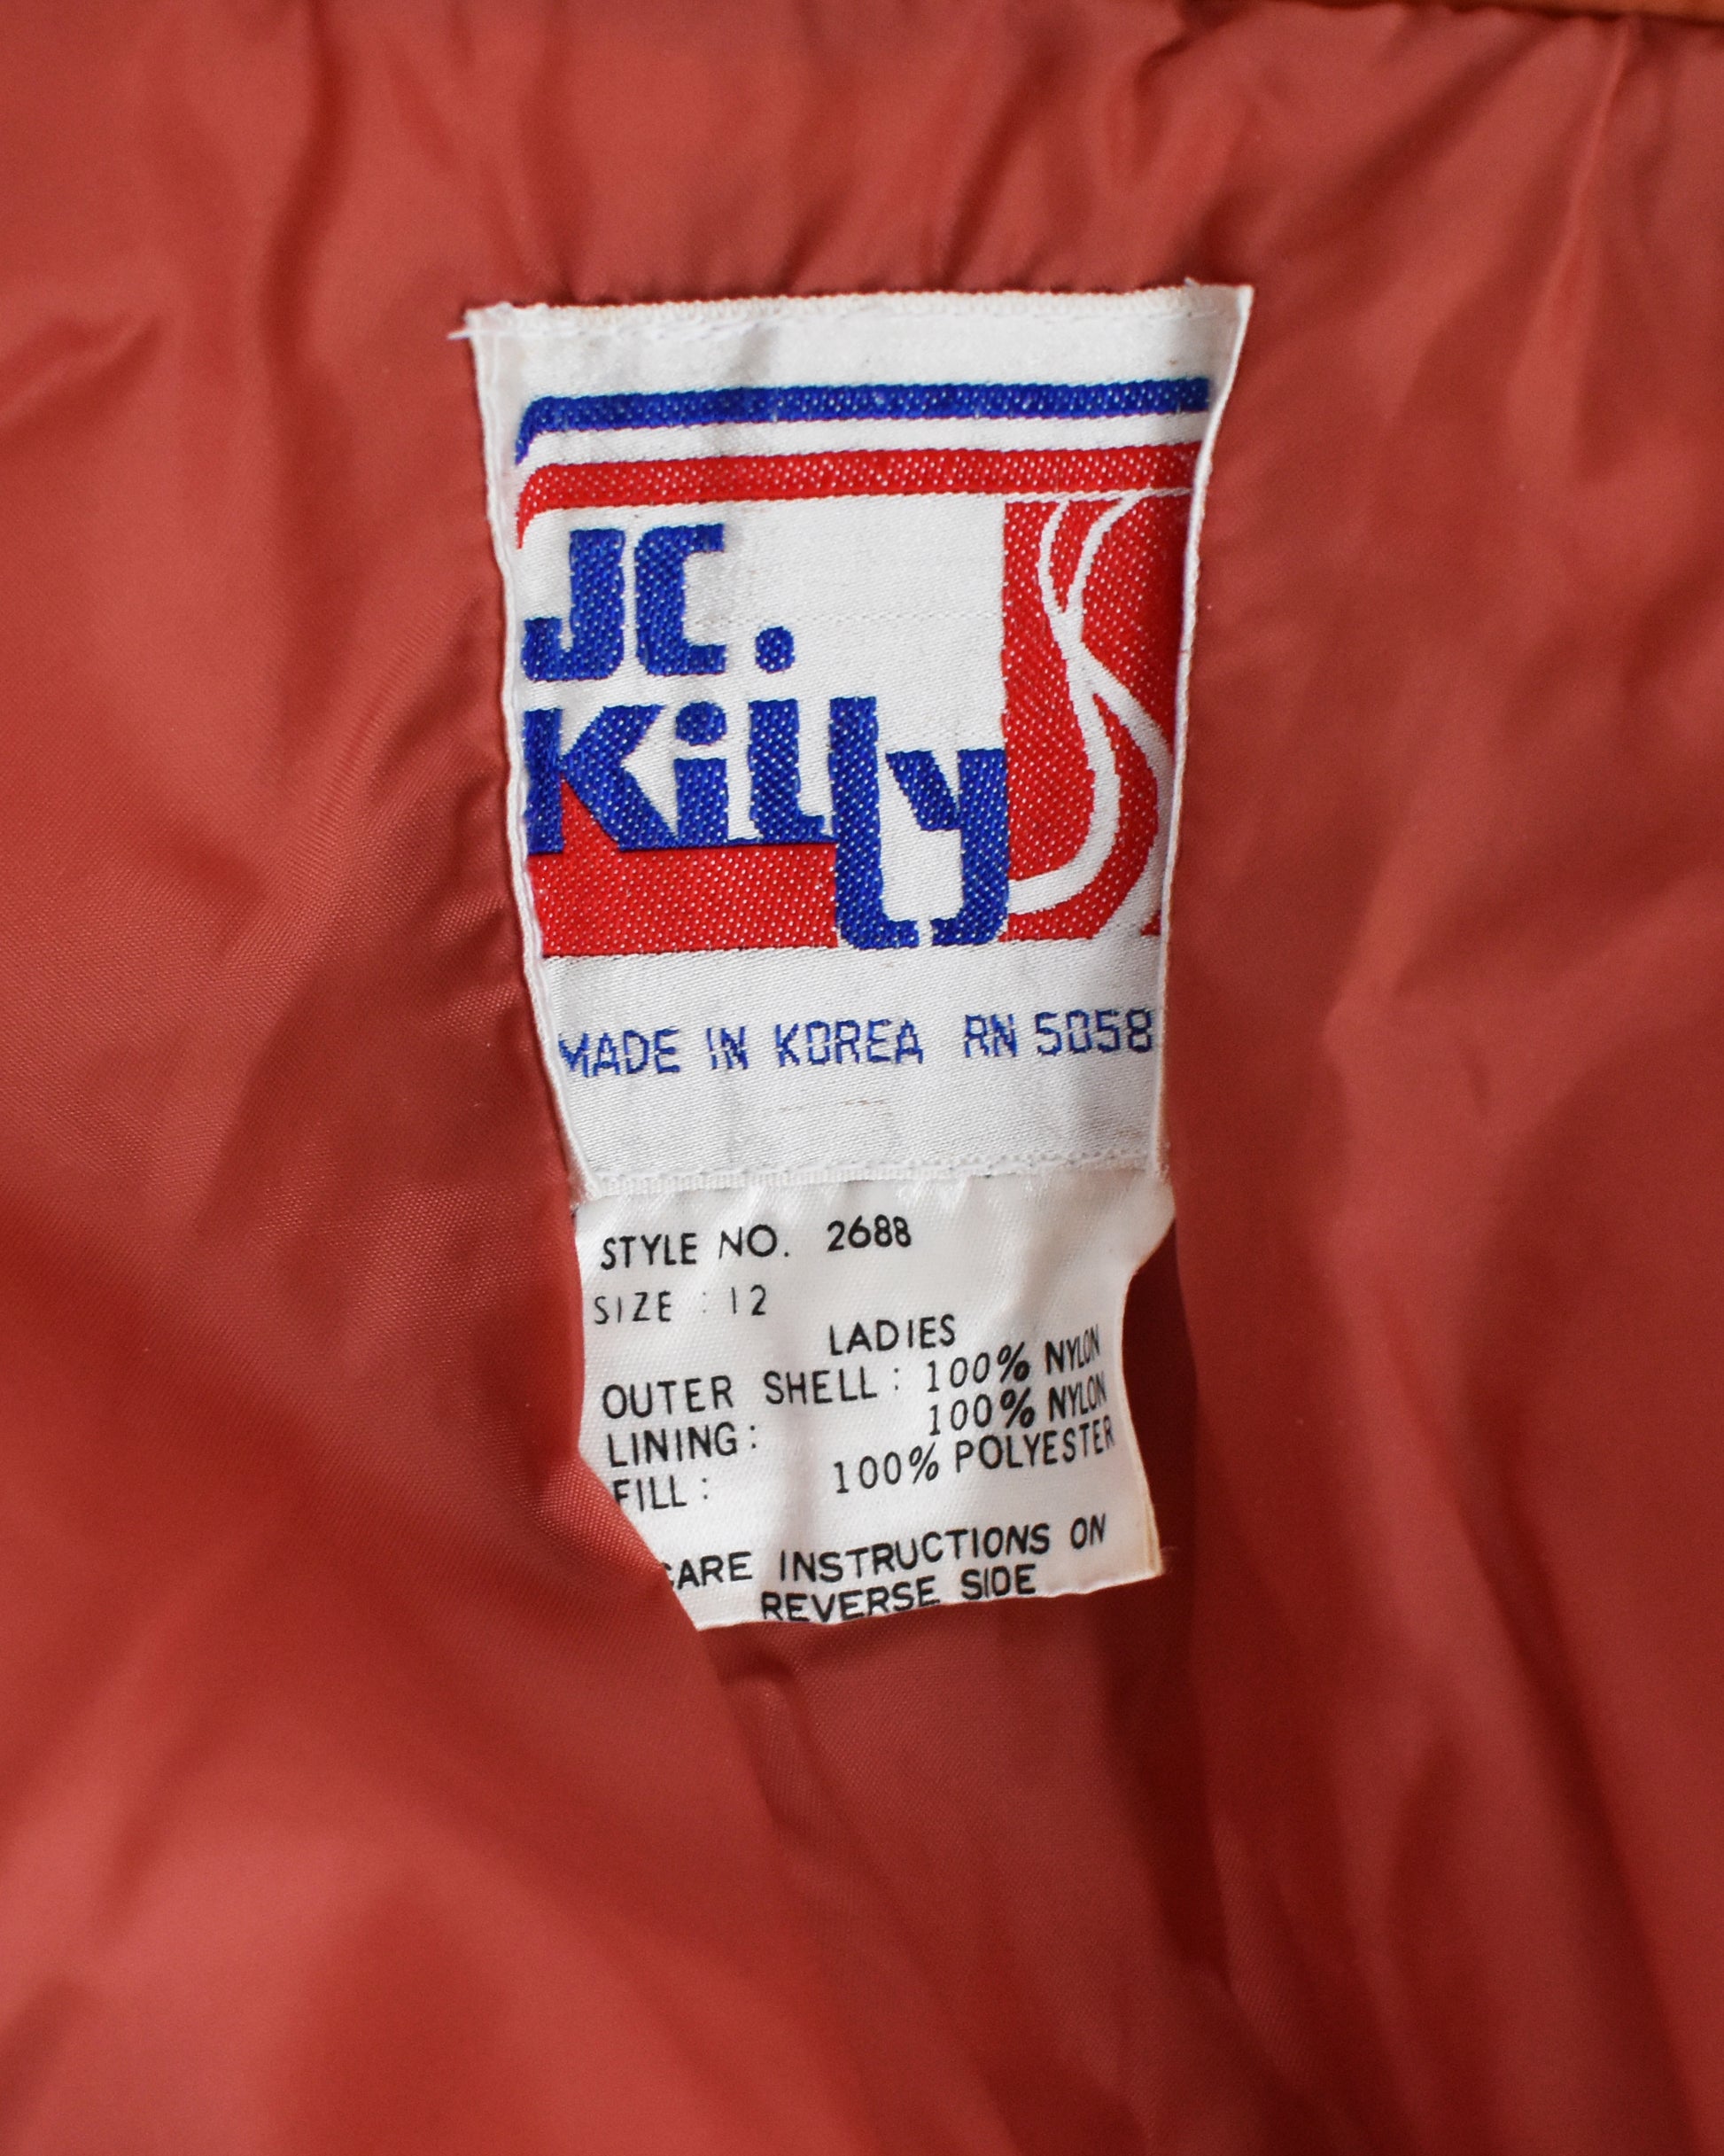 JC.
Killy
MADE IN KOREA RN 5058
STYLE NO. 2688
SIZE : 12
LADIES
OUTER SHELL : 100% NYLON
LINING : 100% NYLON
FILL : 100% POLYESTER
CARE INSTRUCTIONS ON
REVERSE SIDE